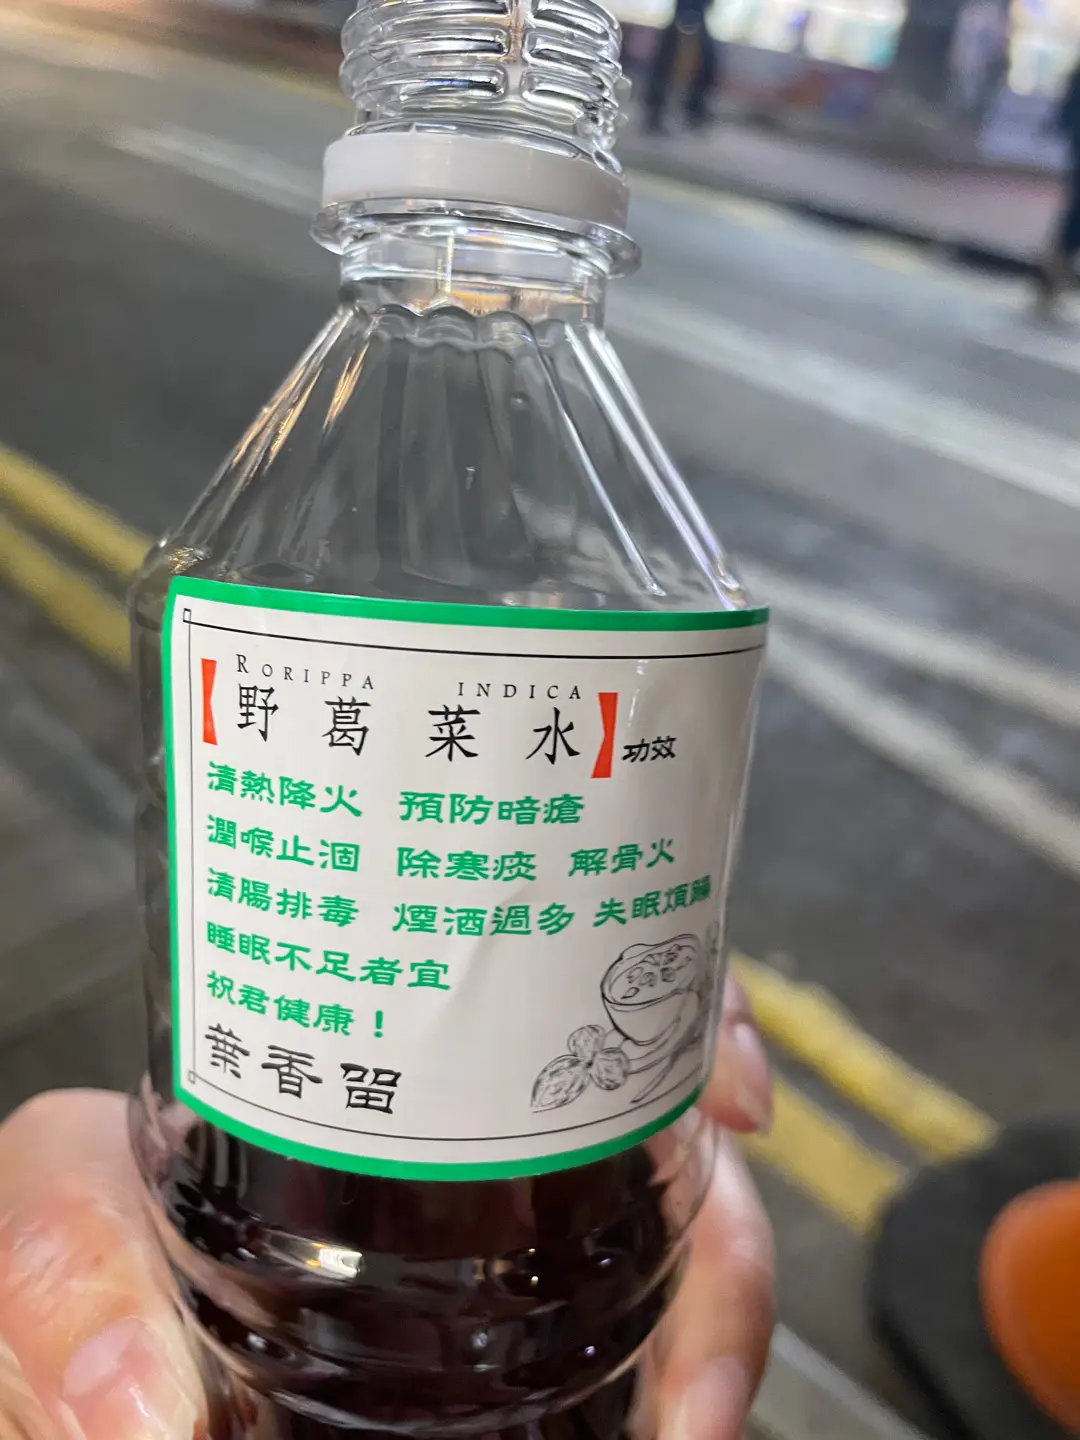 RORIPPA INDICA
【野葛菜水】功效
清熱降火 預防暗瘡
潤喉止涸 除寒痰 解骨火
清腸排毒 煙酒過多 失眠煩躁
睡眠不足者宜
祝君健康！
葉香留